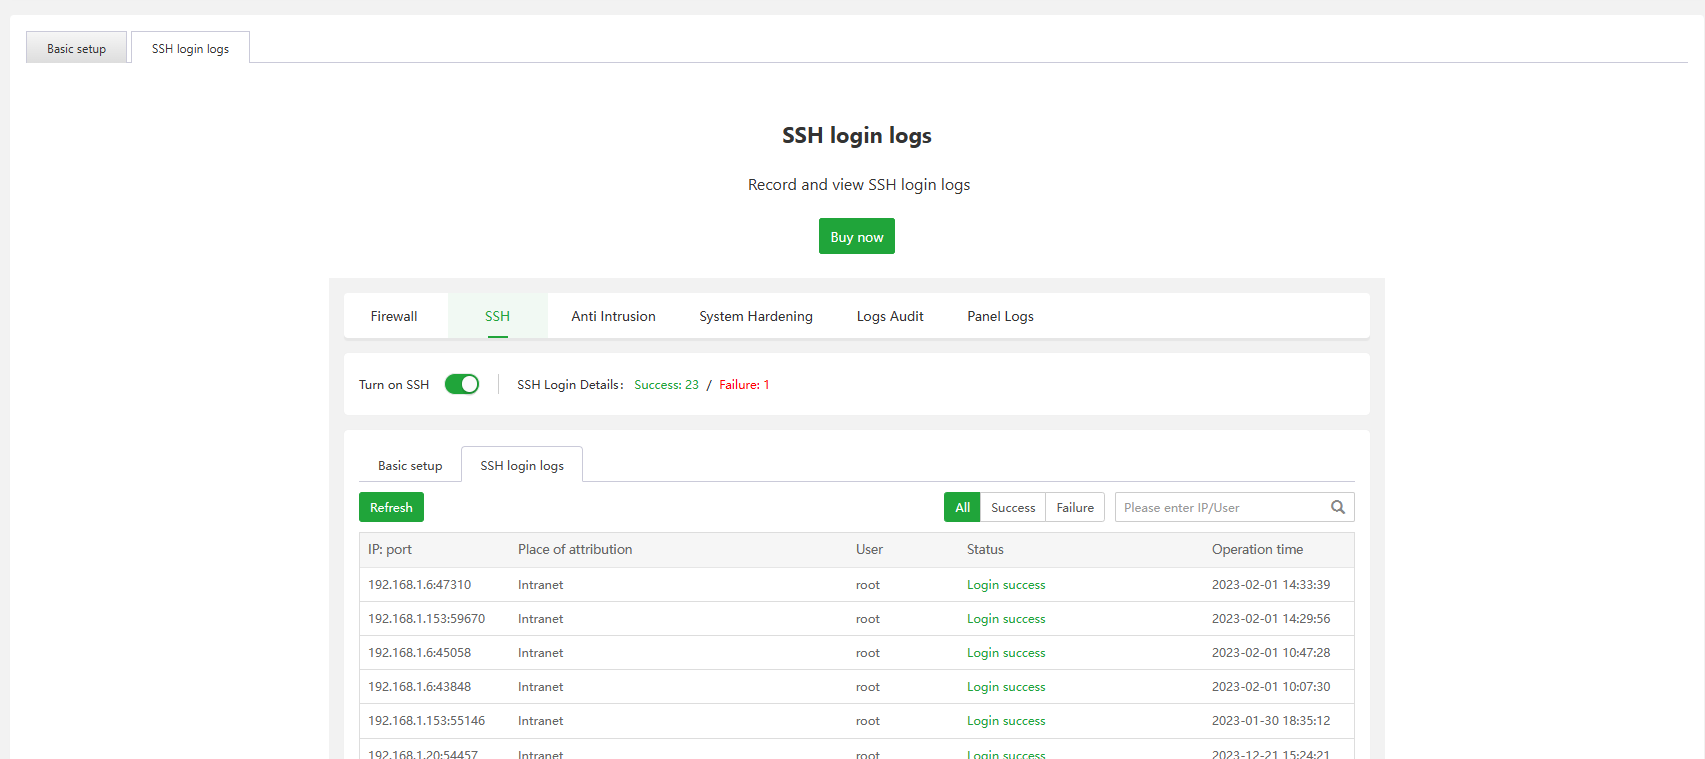 Basic setup SSH login logs
SSH login logs
Record and view SSH login logs
Buy now
Firewall SSH Anti Intrusion System Hardening Logs Audit Panel Logs
Turn on SSH SSH Login Details: Success: 23 / Failure: 1
Basic setup SSH login logs
Refresh All Success Failure Please enter IP/User
IP: port Place of attribution User Status Operation time
192.168.1.6:47310 Intranet root Login success 2023-02-01 14:33:39
192.168.1.153:59670 Intranet root Login success 2023-02-01 14:29:56
192.168.1.6:45058 Intranet root Login success 2023-02-01 10:47:28
192.168.1.6:43848 Intranet root Login success 2023-02-01 10:07:30
192.168.1.153:55146 Intranet root Login success 2023-01-30 18:35:12
192.168.1.20:54457 Intranet root Login success 2023-12-21 15:24:21